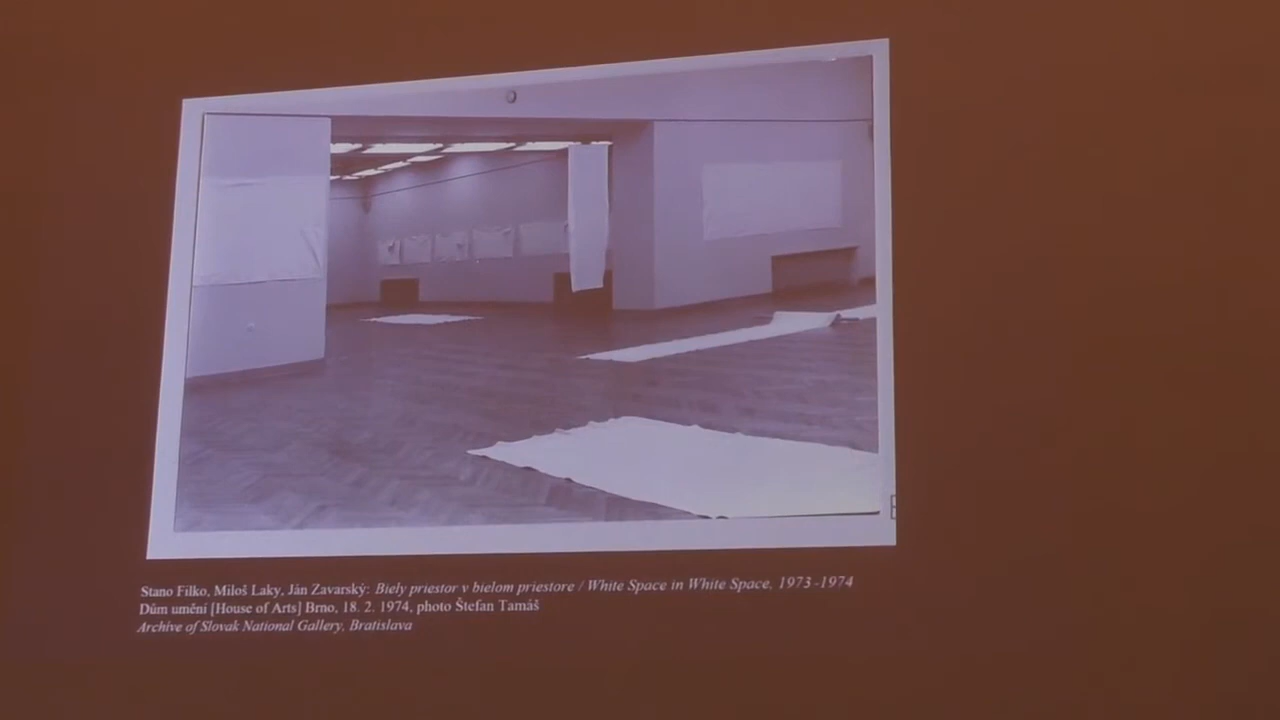 Stano Filko, Miloš Laky, Ján Zavarský: Biely priestor v bielom priestore / White Space in White Space, 1973-1974
Dům umění [House of Arts] Brno, 18. 2. 1974, photo Štefan Tamáš
Archive of Slovak National Gallery, Bratislava